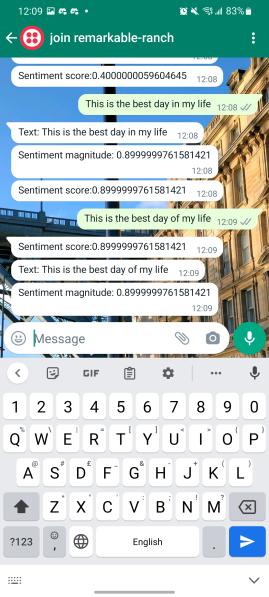 12:09 83%
join remarkable-ranch
12:08
Sentiment score:0.4000000059604645 12:08
This is the best day in my life 12:08
Text: This is the best day in my life 12:08
Sentiment magnitude: 0.8999999761581421
12:08
Sentiment score:0.8999999761581421 12:08
This is the best day of my life 12:09
Sentiment score:0.8999999761581421 12:09
Text: This is the best day of my life 12:09
Sentiment magnitude: 0.8999999761581421
12:09
Message
GIF
1 2 3 4 5 6 7 8 9 0
Q W E R T Y U I O P
A S D F G H J K L
Z X C V B N M
?123 , English .